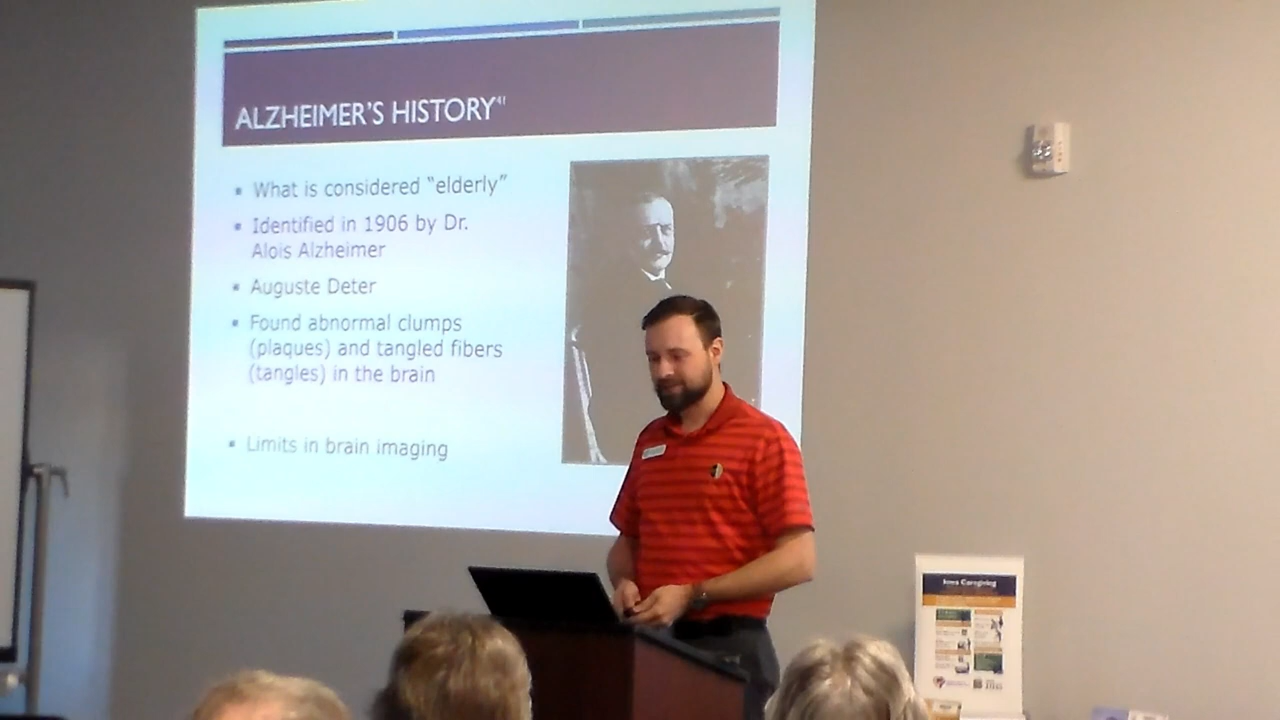 ALZHEIMER'S HISTORY⁴¹
What is considered "elderly"
Identified in 1906 by Dr.
Alois Alzheimer
Auguste Deter
Found abnormal clumps
(plaques) and tangled fibers
(tangles) in the brain
Limits in brain imaging
Iowa Caregiving